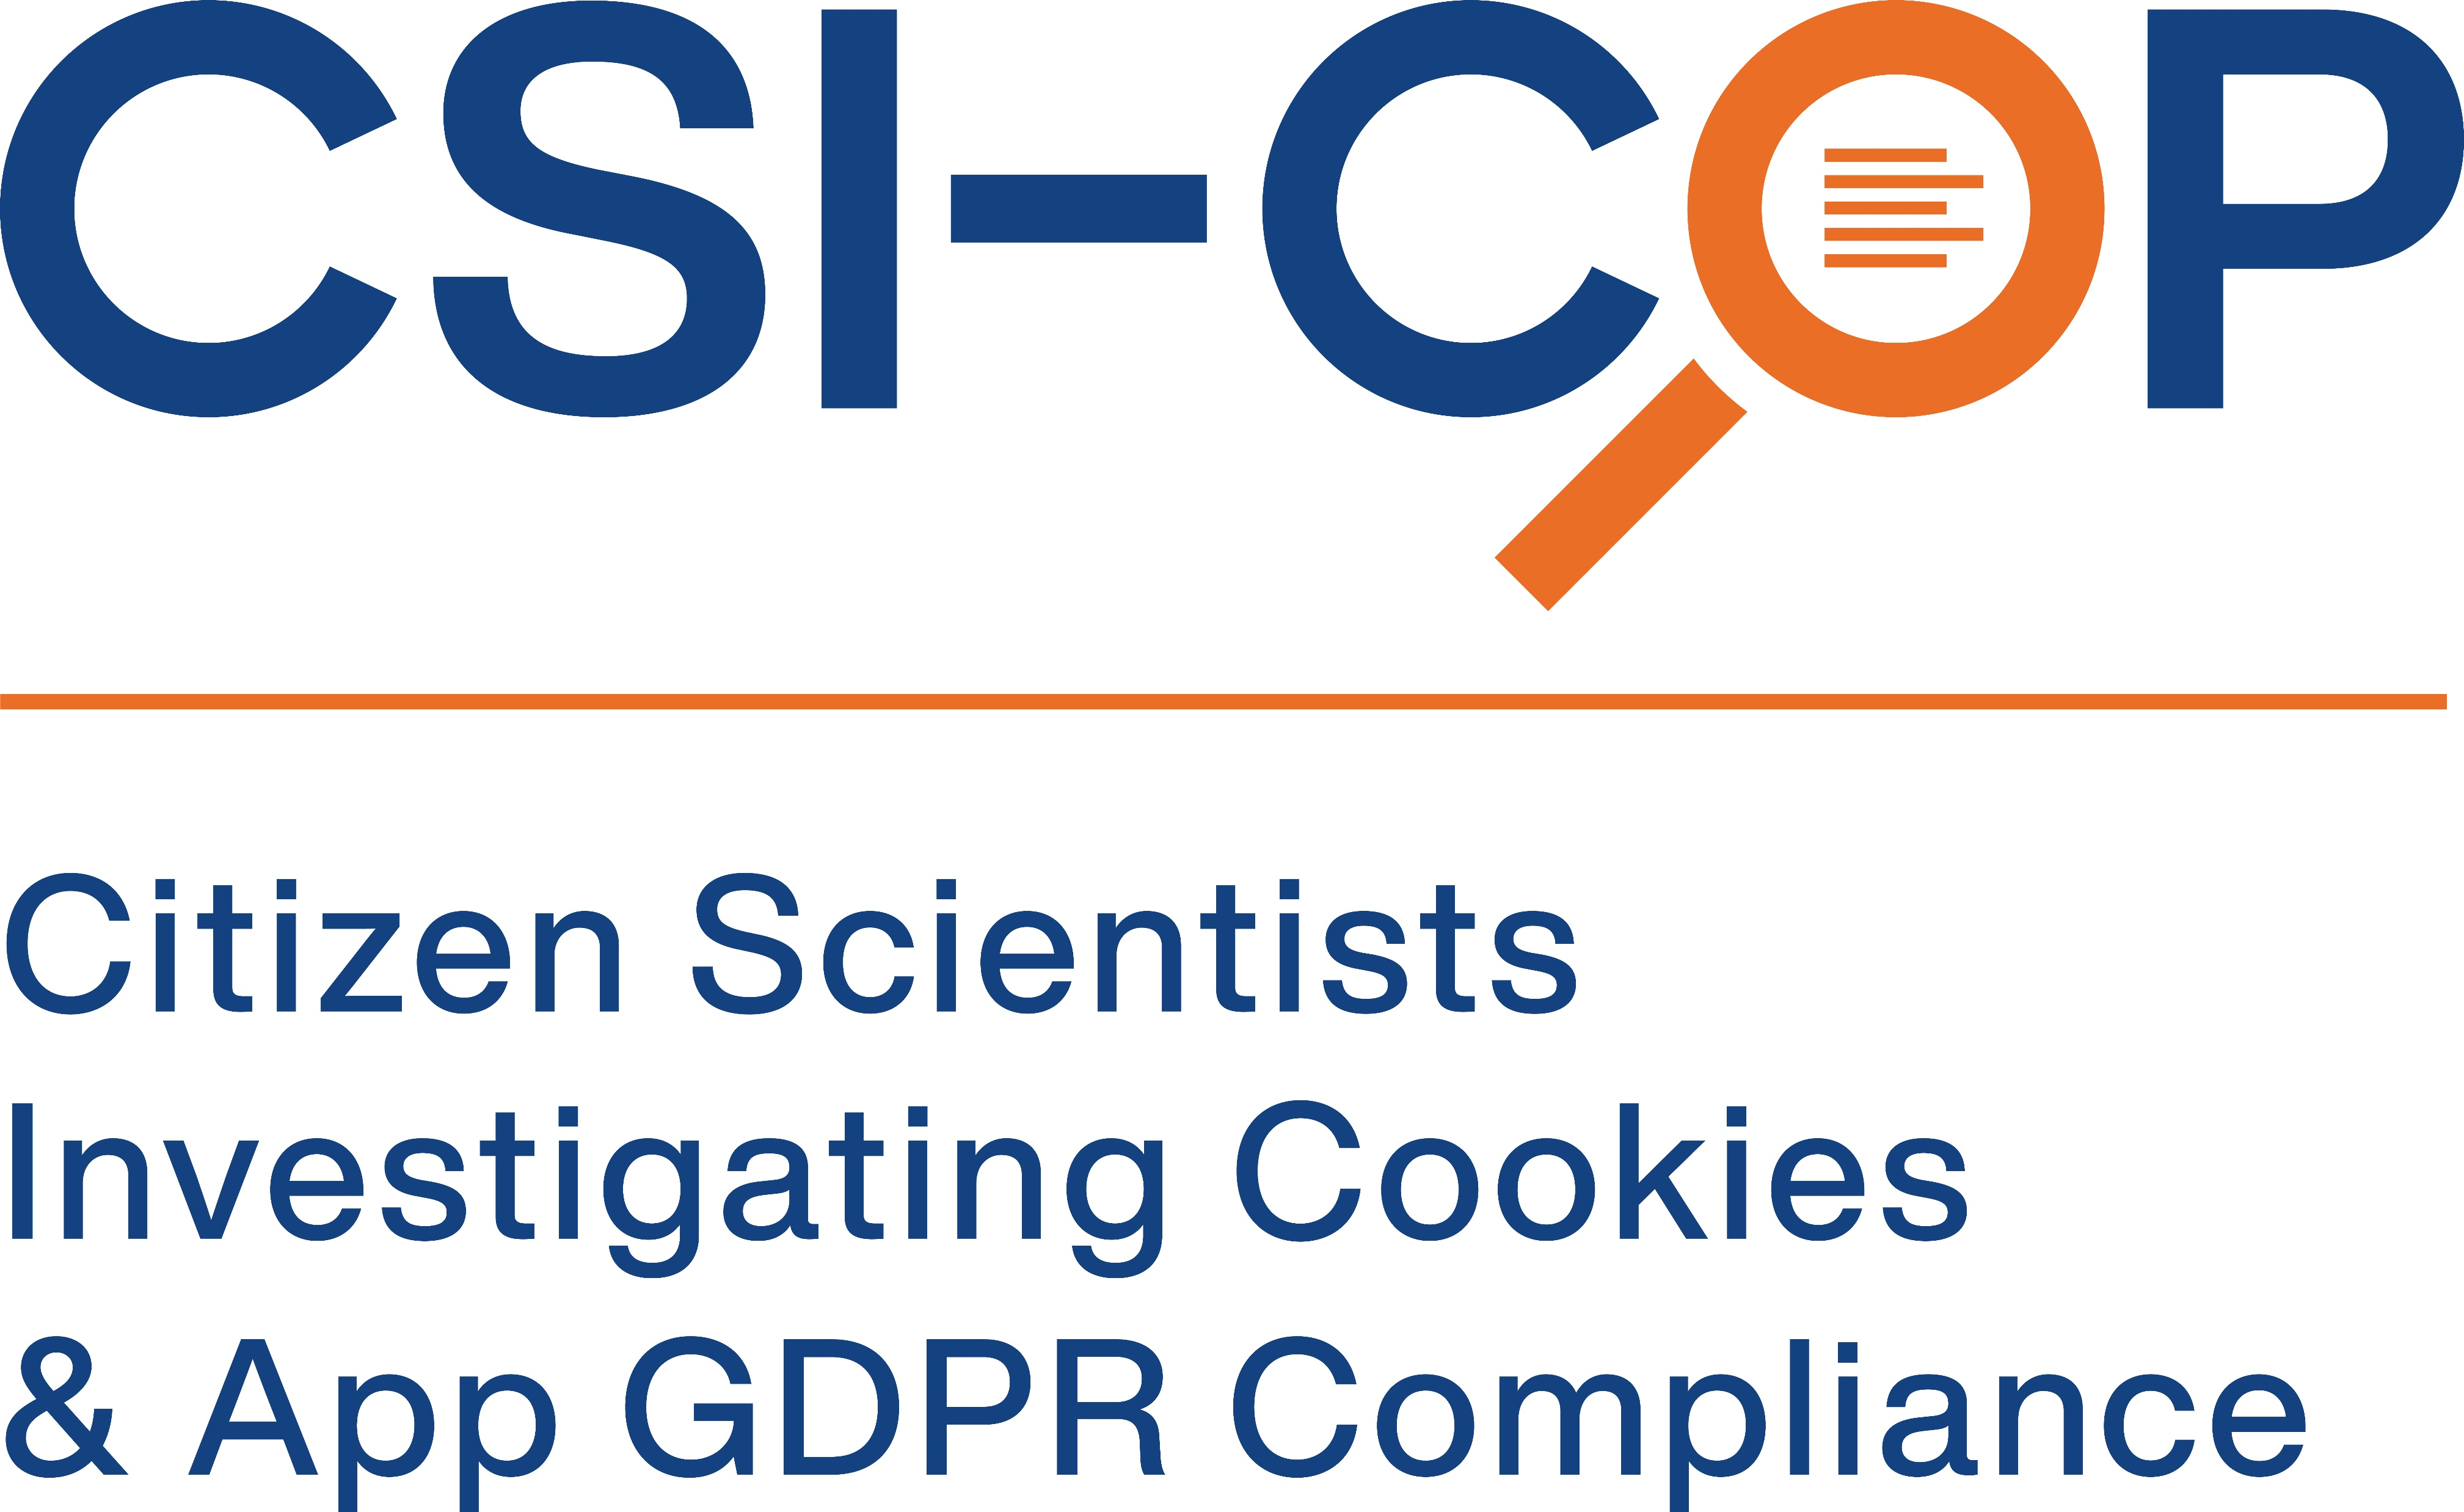 CSI-COP
Citizen Scientists
Investigating Cookies
& App GDPR Compliance